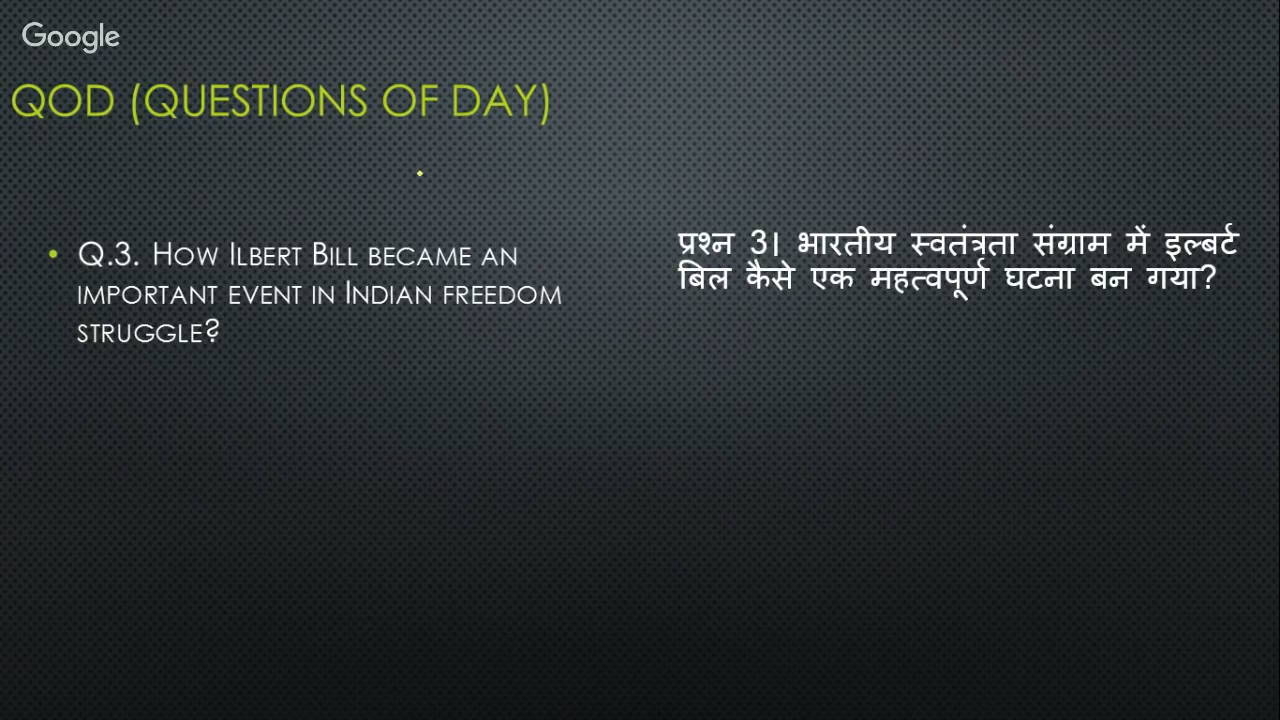 Google
QOD (QUESTIONS OF DAY)
• Q.3. HOW ILBERT BILL BECAME AN
IMPORTANT EVENT IN INDIAN FREEDOM
STRUGGLE?
प्रश्न 3। भारतीय स्वतंत्रता संग्राम में इल्बर्ट
बिल कैसे एक महत्वपूर्ण घटना बन गया?